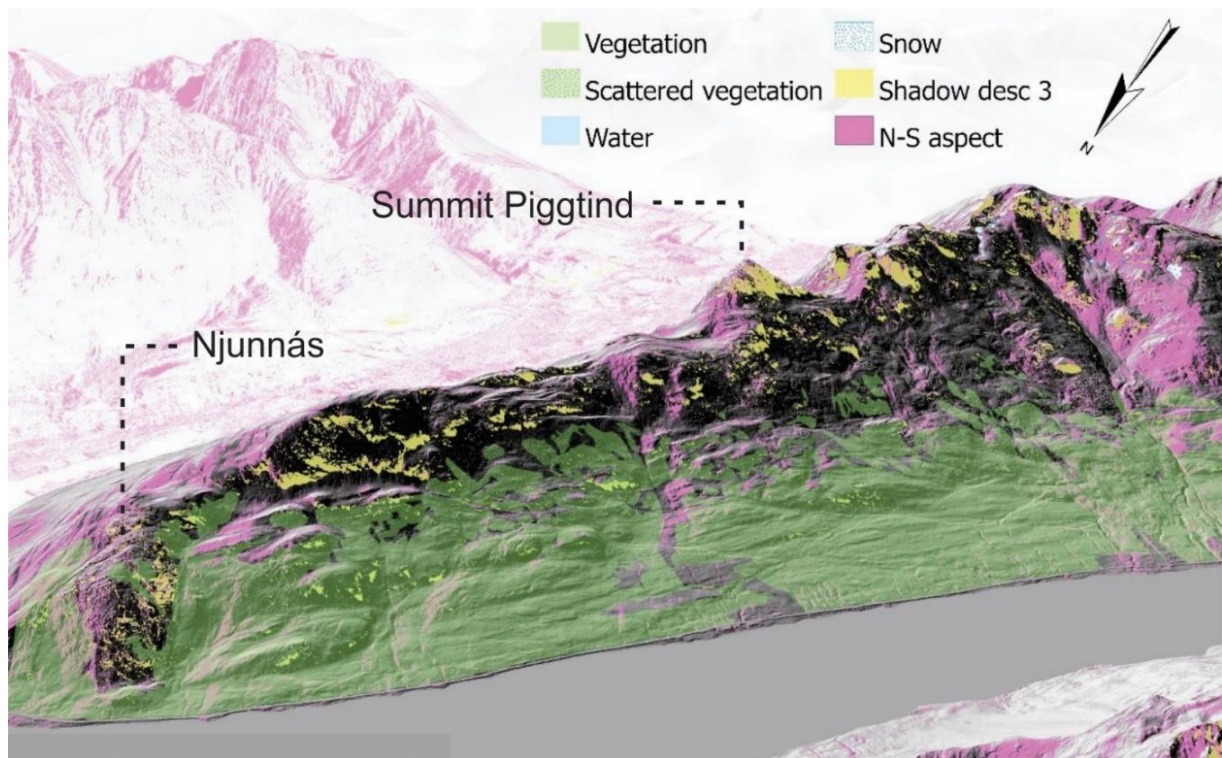 Vegetation
Scattered vegetation
Water
Snow
Shadow desc 3
N-S aspect
N
Summit Piggtind
Njunnás